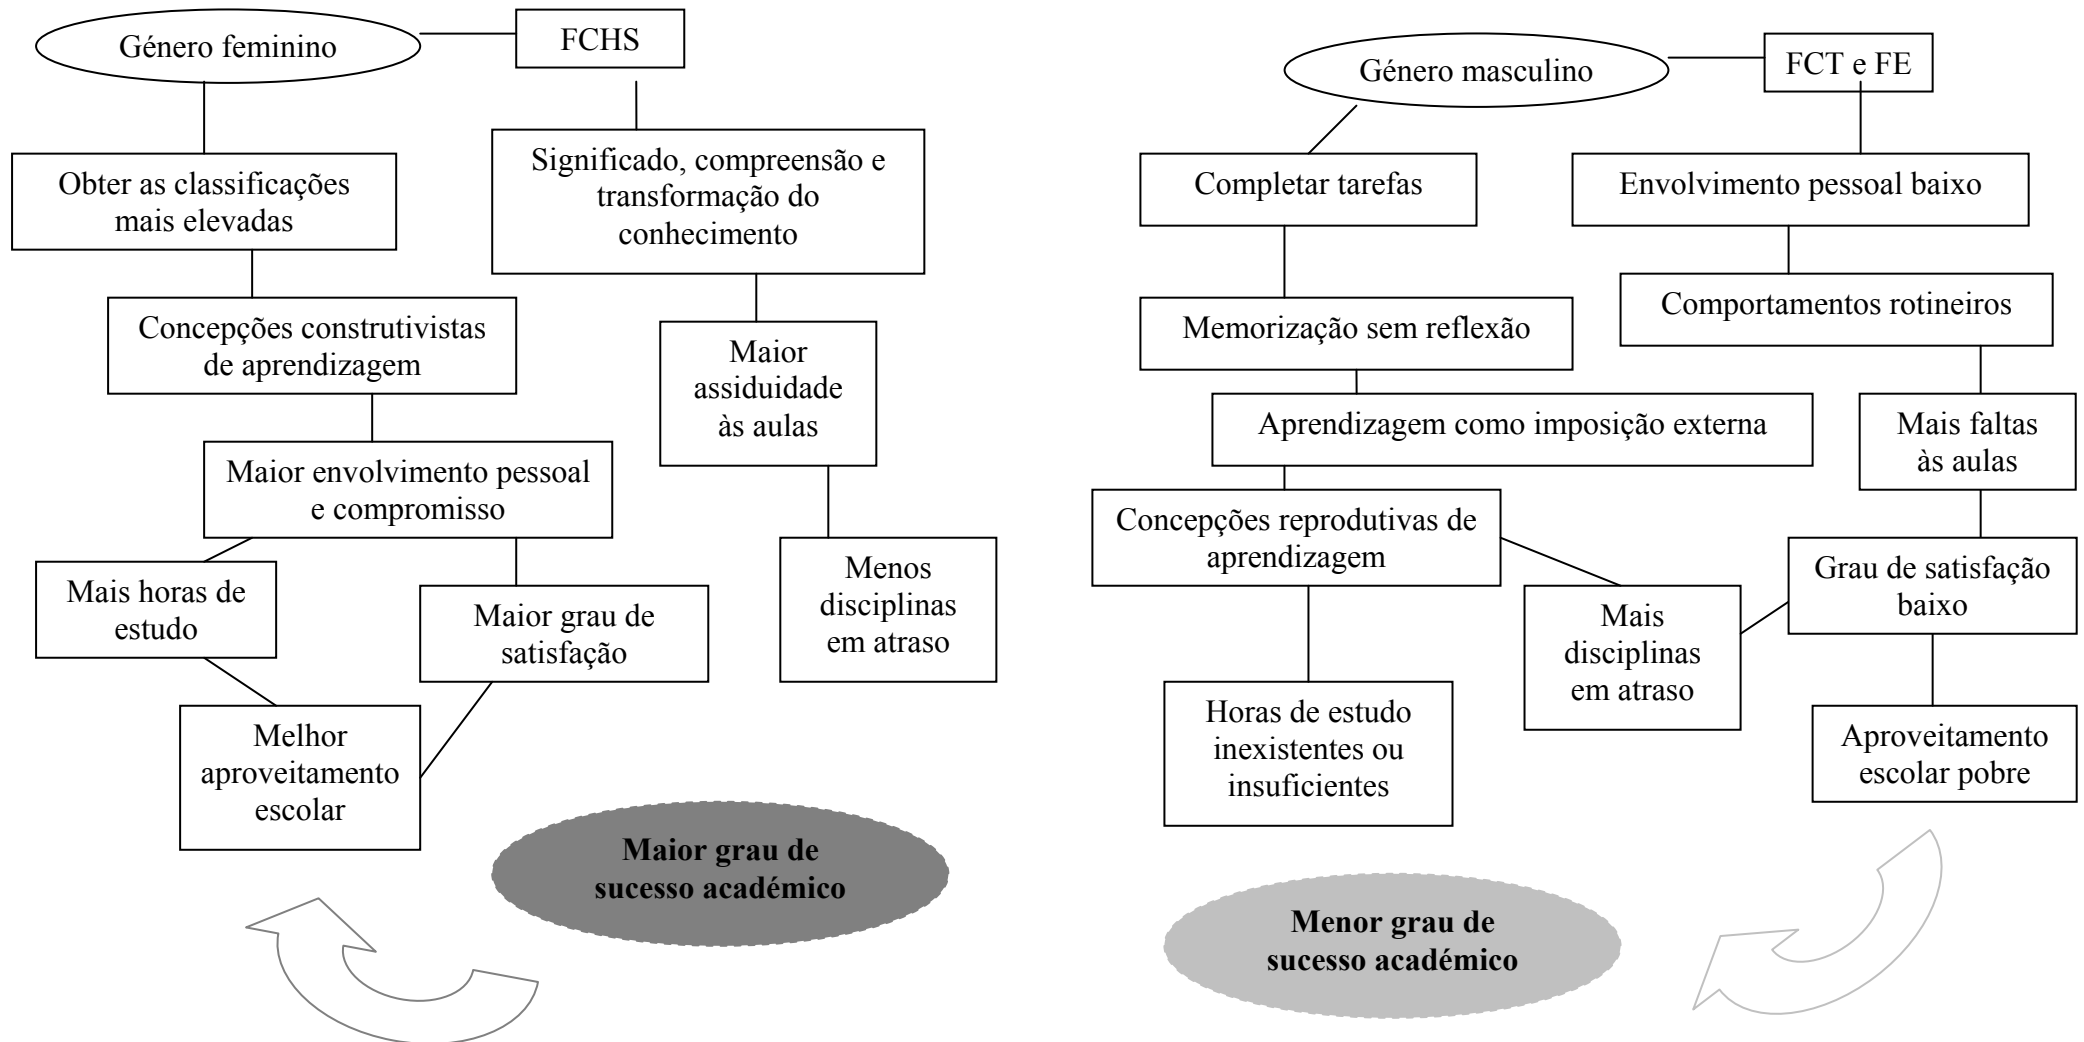 Género feminino
FCHS
Obter as classificações
mais elevadas
Significado, compreensão e
transformação do
conhecimento
Concepções construtivistas
de aprendizagem
Maior
assiduidade
às aulas
Maior envolvimento pessoal
e compromisso
Mais horas de
estudo
Maior grau de
satisfação
Menos
disciplinas
em atraso
Melhor
aproveitamento
escolar
Maior grau de
sucesso académico
Género masculino
FCT e FE
Completar tarefas
Envolvimento pessoal baixo
Memorização sem reflexão
Comportamentos rotineiros
Aprendizagem como imposição externa
Mais faltas
às aulas
Concepções reprodutivas de
aprendizagem
Grau de satisfação
baixo
Mais
disciplinas
em atraso
Horas de estudo
inexistentes ou
insuficientes
Aproveitamento
escolar pobre
Menor grau de
sucesso académico